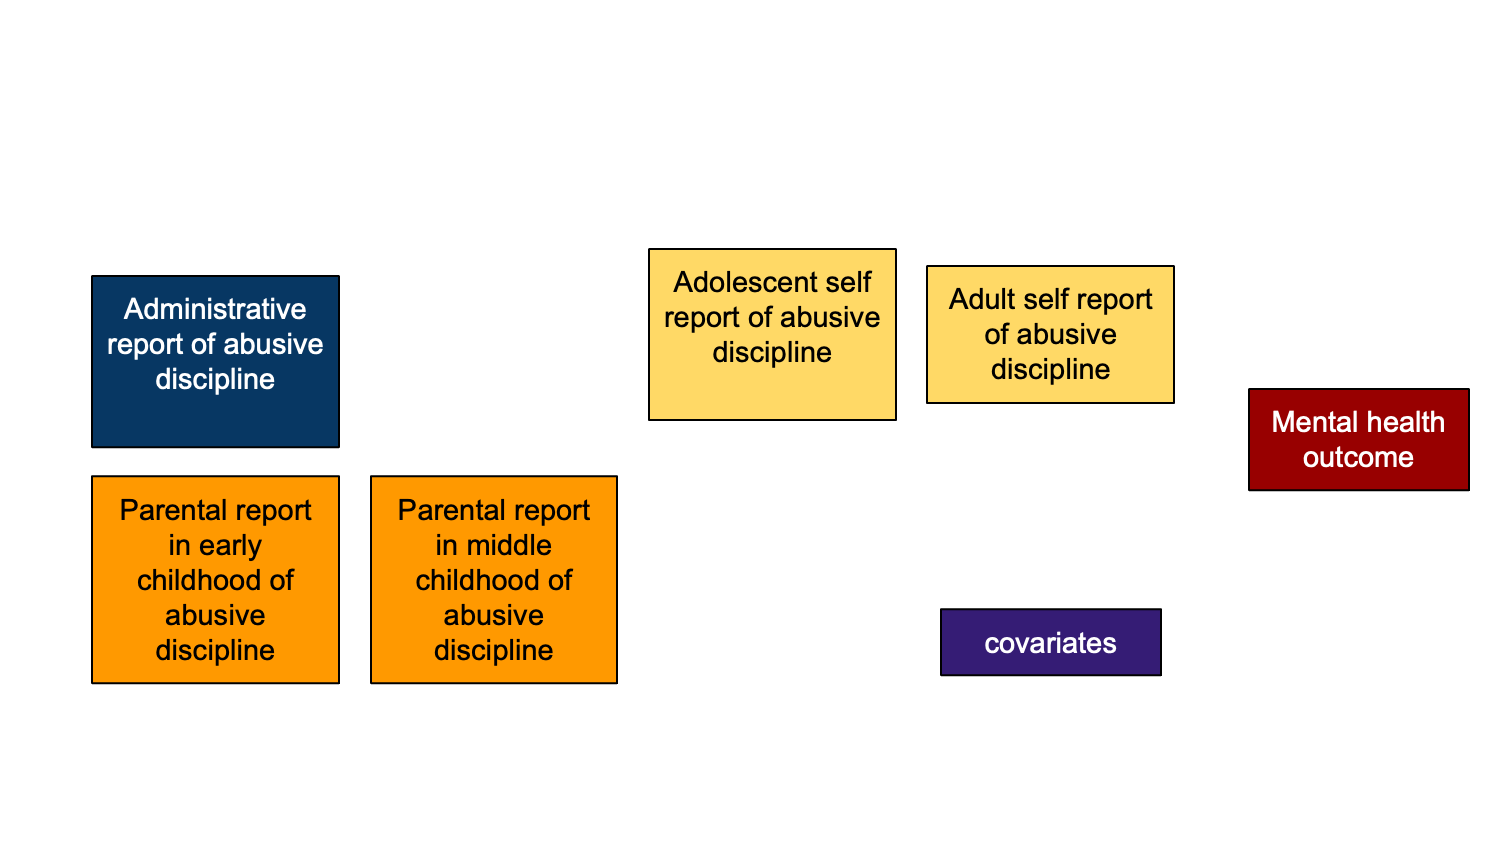 Administrative
report of abusive
discipline
Adolescent self
report of abusive
discipline
Adult self report
of abusive
discipline
Mental health
outcome
Parental report
in early
childhood of
abusive
discipline
Parental report
in middle
childhood of
abusive
discipline
covariates